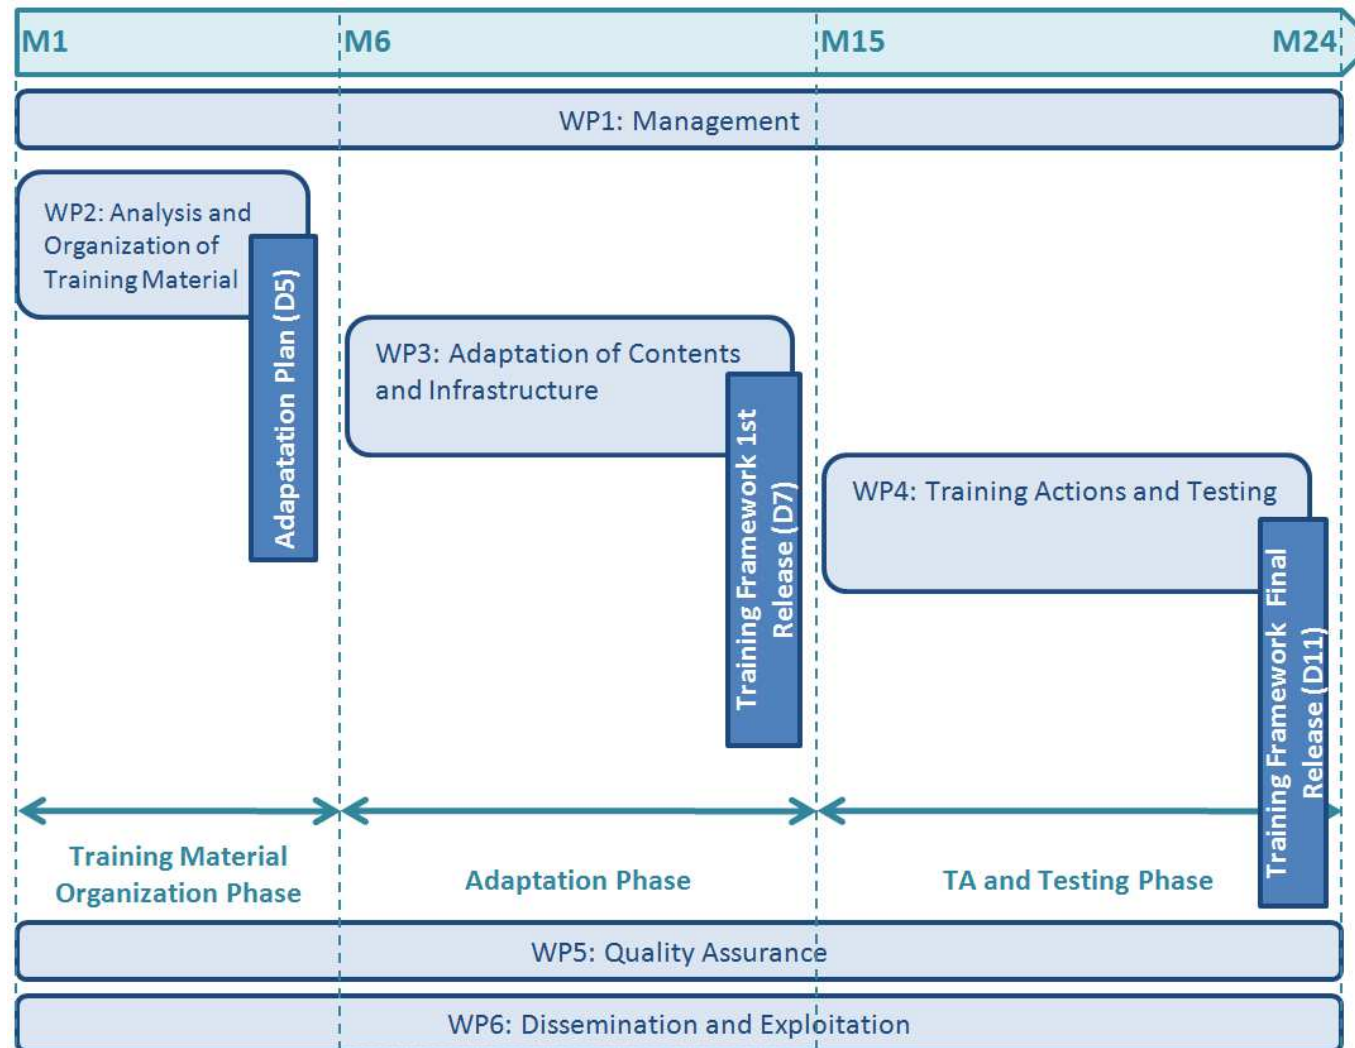 M1 M6 M15 M24
WP1: Management
WP2: Analysis and
Organization of
Training Material
Adapatation Plan (D5)
WP3: Adaptation of Contents
and Infrastructure
Training Framework 1st
Release (D7)
WP4: Training Actions and Testing
Training Framework Final
Release (D11)
Training Material
Organization Phase
Adaptation Phase
TA and Testing Phase
WP5: Quality Assurance
WP6: Dissemination and Exploitation